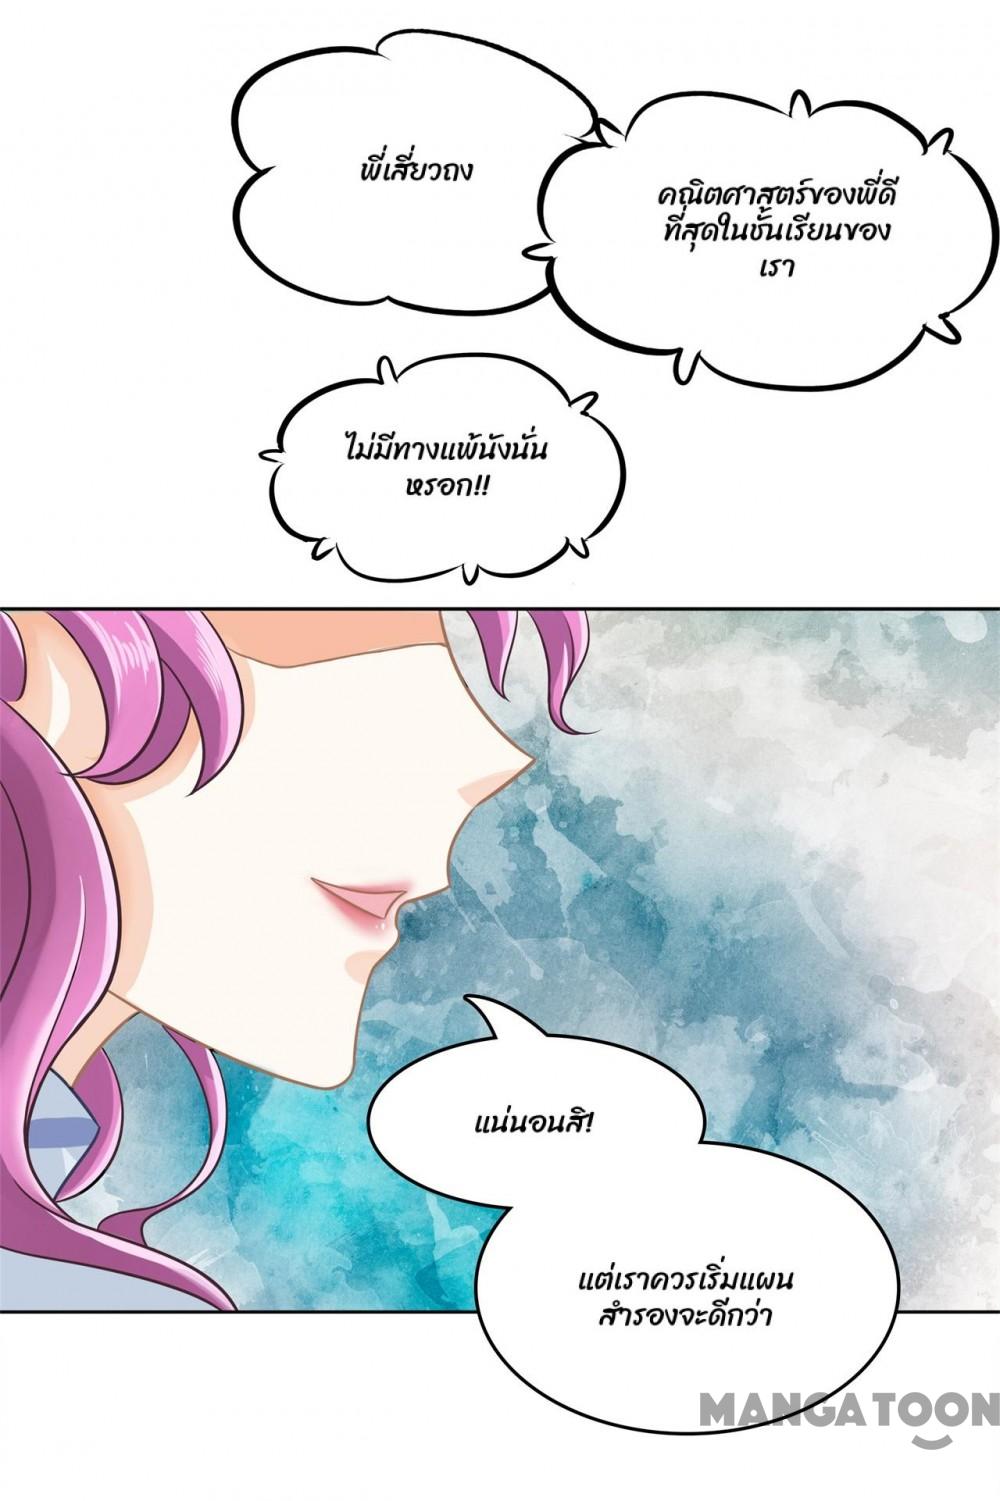 พี่เสี่ยวถง
คณิตศาสตร์ของพี่ดี
ที่สุดในชั้นเรียนของ
เรา
ไม่มีทางแพ้นังนั่น
หรอก!!
แน่นอนสิ!
แต่เราควรเริ่มแผน
สำรองจะดีกว่า
MANGATOON